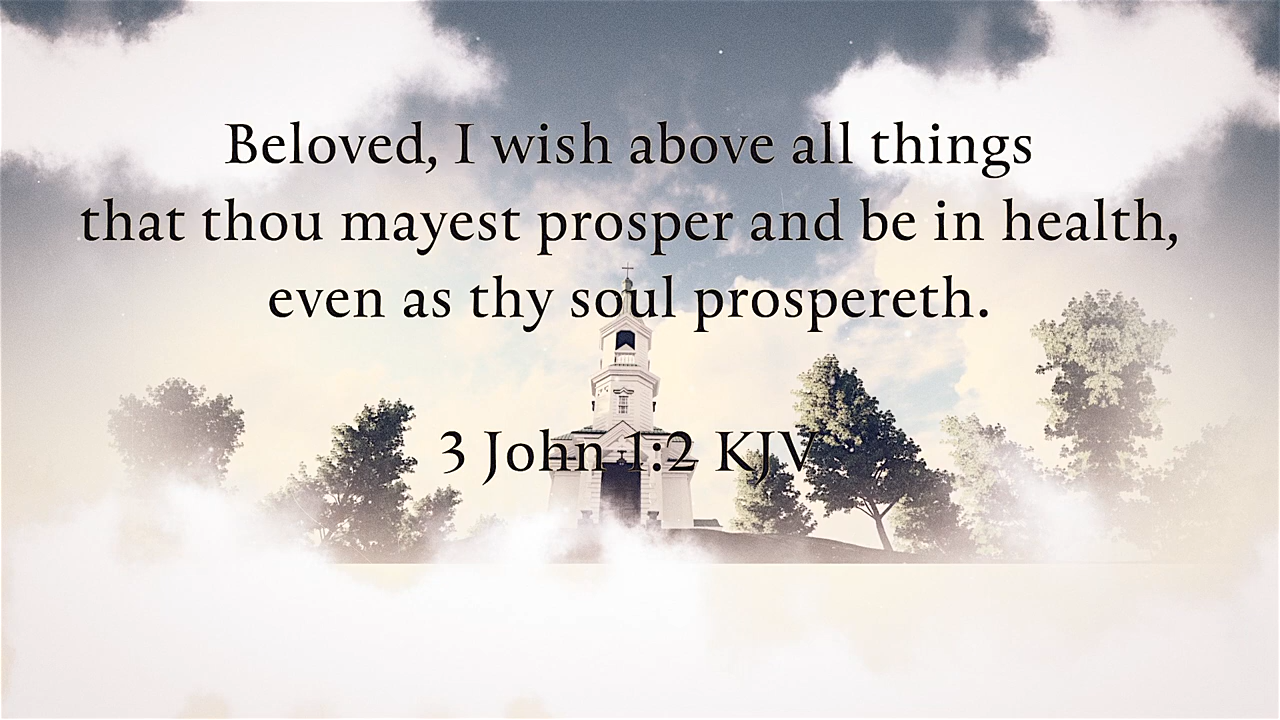 Beloved, I wish above all things
that thou mayest prosper and be in health,
even as thy soul prospereth.
3 John 1:2 KJV